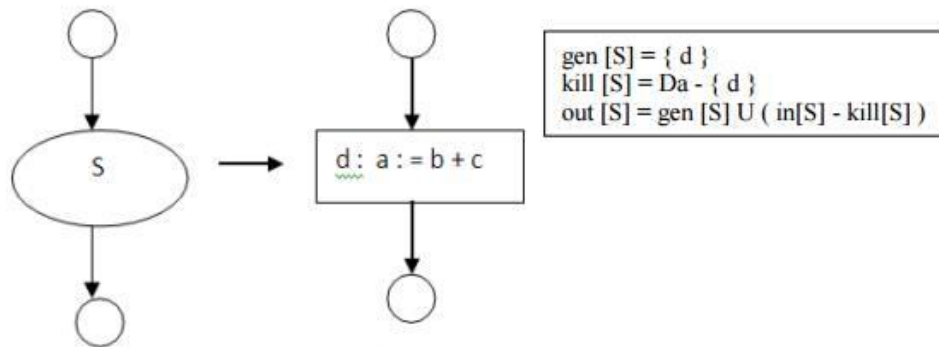 S
d : a : = b + c
gen [S] = { d }
kill [S] = Da - { d }
out [S] = gen [S] U ( in[S] - kill[S] )